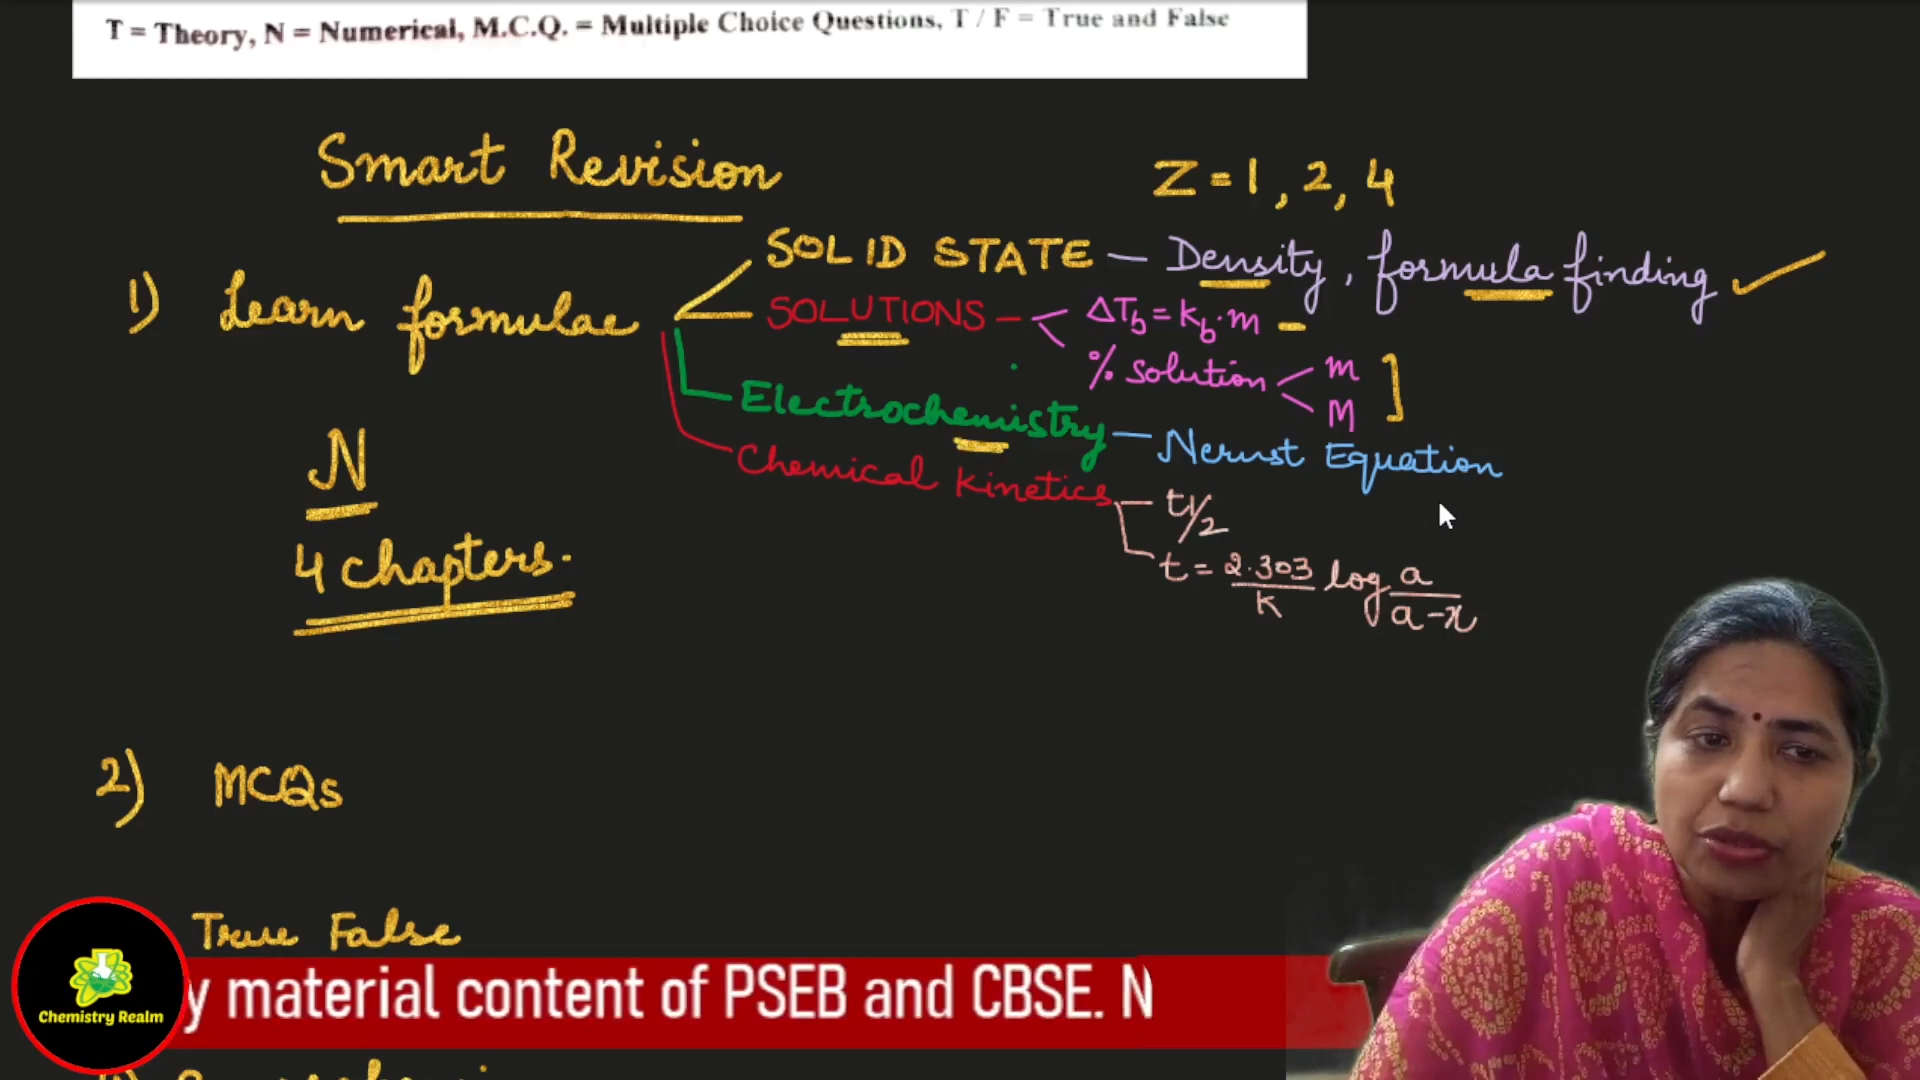 T = Theory, N = Numerical, M.C.Q. = Multiple Choice Questions, T / F = True and False
Smart Revision
Z = 1, 2, 4
1) Learn formulae
SOLID STATE — Density, formula finding ✓
SOLUTIONS — ΔTb = kb·m
% Solution < m
M ]
Electrochemistry — Nernst Equation
Chemical Kinetics — t1/2
t = 2.303/K log a/a-x
N
4 chapters.
2) MCQs
True False
y material content of PSEB and CBSE. N
Chemistry Realm